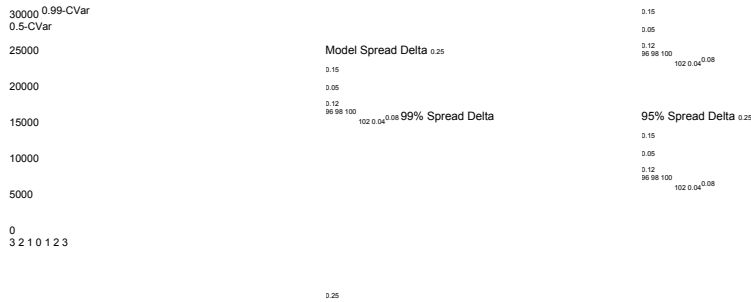 30000 0.99-CVar
0.5-CVar
25000
20000
15000
10000
5000
0
3 2 1 0 1 2 3
Model Spread Delta 0.25
0.15
0.05
0.12
96 98 100
102 0.04 0.08 99% Spread Delta
0.25
0.15
0.05
0.12
96 98 100
102 0.04 0.08
95% Spread Delta 0.25
0.15
0.05
0.12
96 98 100
102 0.04 0.08